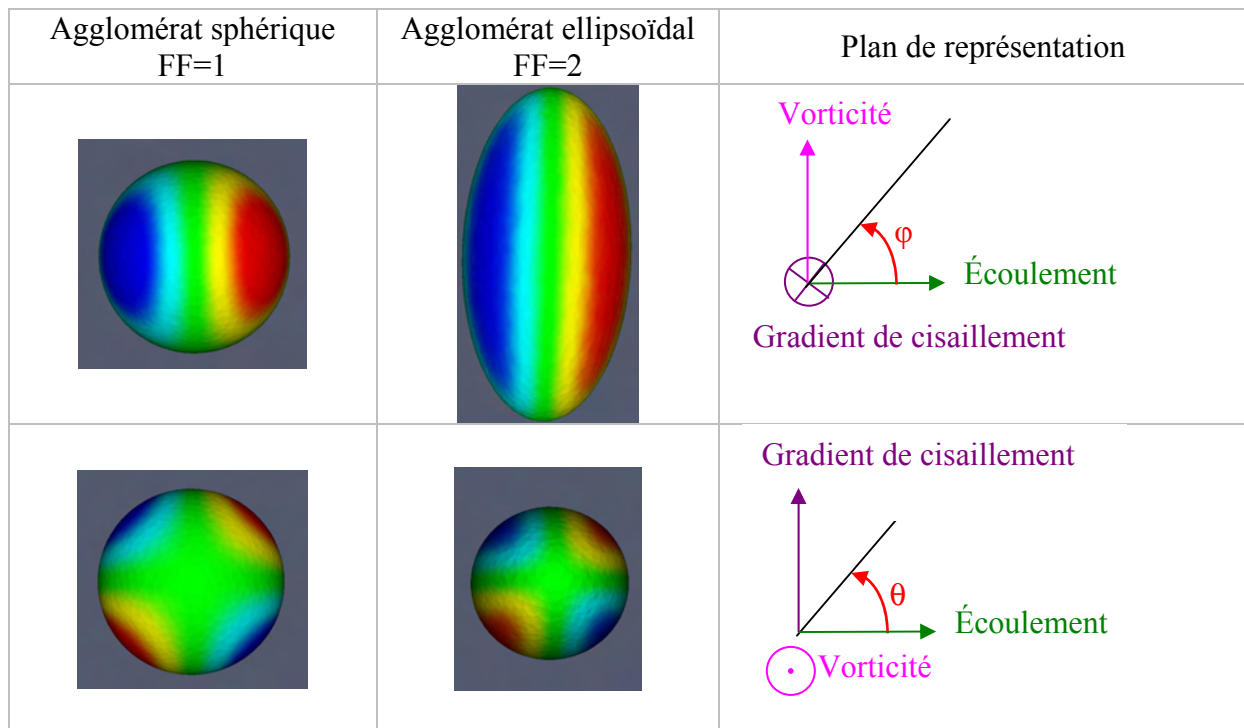 Agglomérat sphérique
FF=1
Agglomérat ellipsoïdal
FF=2
Plan de représentation
Vorticité
φ
Écoulement
Gradient de cisaillement
Gradient de cisaillement
θ
Écoulement
Vorticité